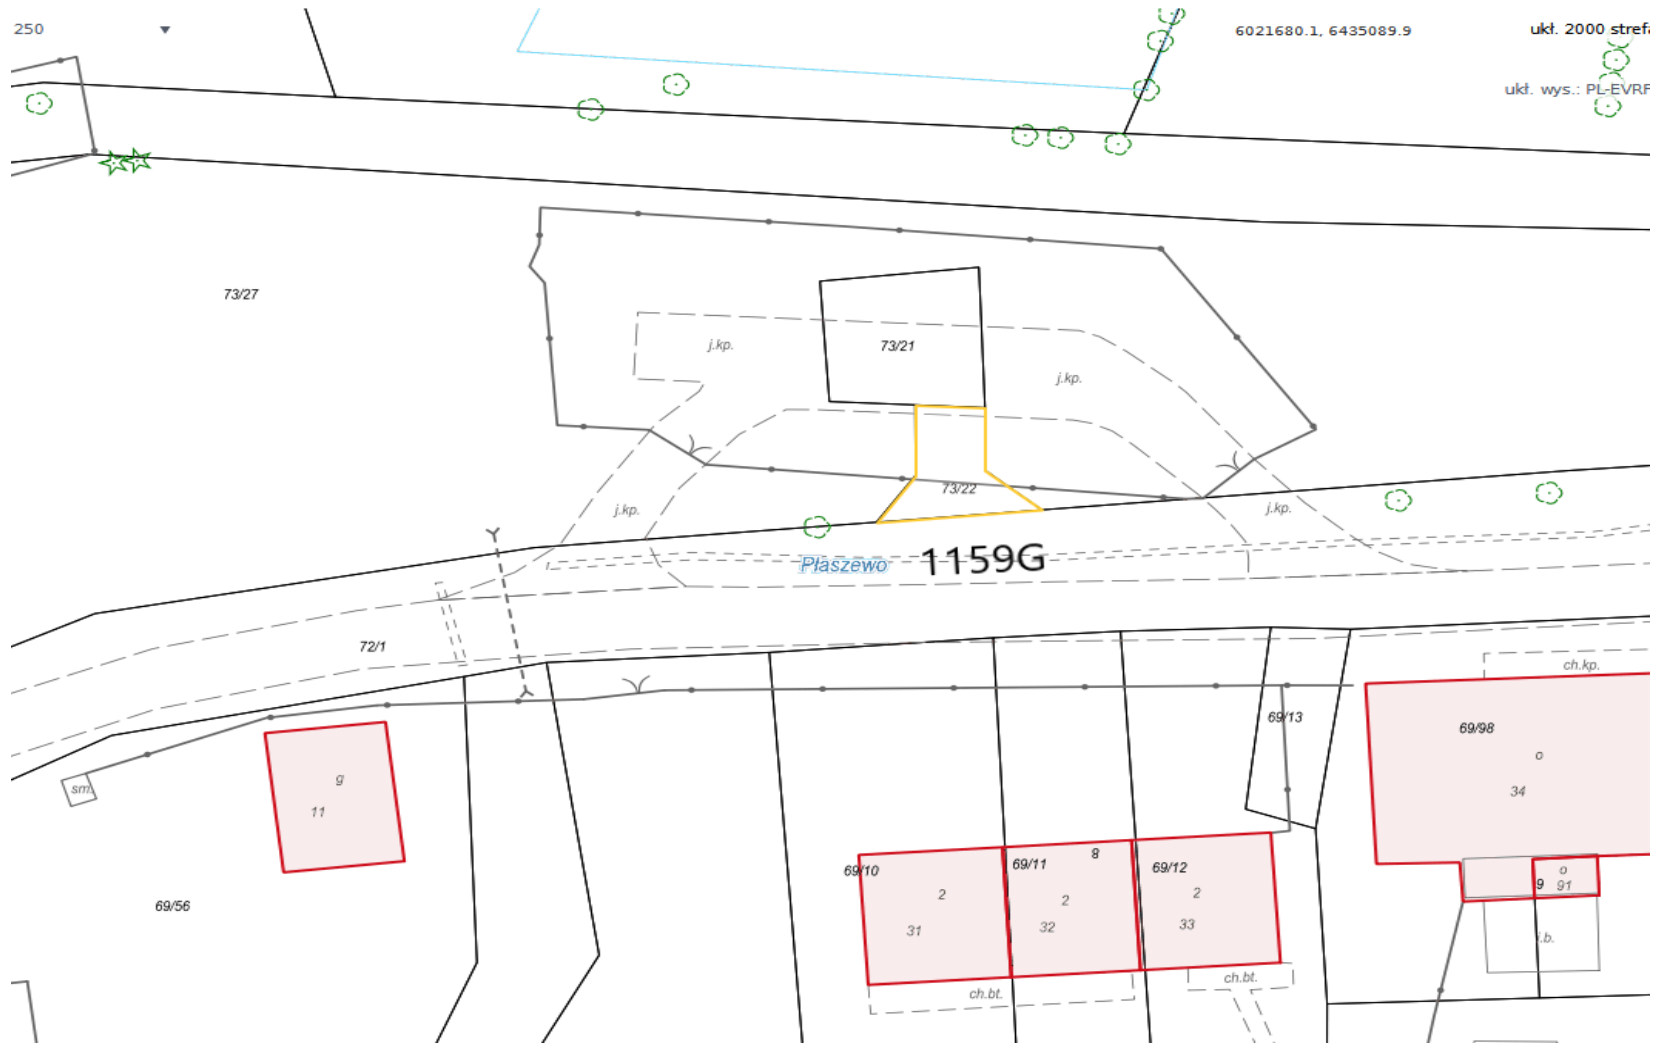 250
6021680.1, 6435089.9
ukł. 2000 strefa
ukł. wys.: PL-EVRF
73/27
j.kp.
73/21
j.kp.
73/22
j.kp.
j.kp.
Płaszewo
1159G
72/1
ch.kp.
69/13
69/98
o
34
sm.
g
11
69/10
69/11
8
69/12
2
2
2
31
32
33
o
9
91
69/56
ch.bt.
ch.bt.